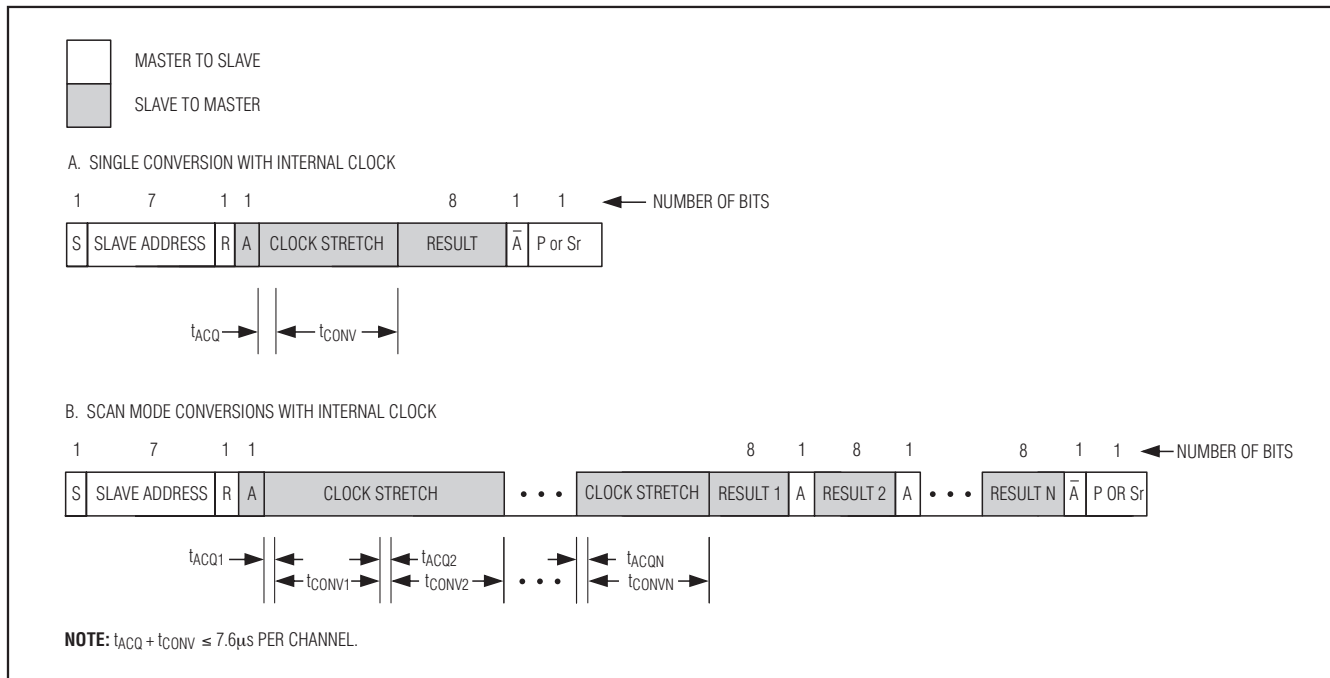 MASTER TO SLAVE
SLAVE TO MASTER
A. SINGLE CONVERSION WITH INTERNAL CLOCK
1 7 1 1 8 1 1 NUMBER OF BITS
S SLAVE ADDRESS R A CLOCK STRETCH RESULT A̅ P or Sr
tACQ tCONV
B. SCAN MODE CONVERSIONS WITH INTERNAL CLOCK
1 7 1 1 8 1 8 1 8 1 1 NUMBER OF BITS
S SLAVE ADDRESS R A CLOCK STRETCH • • • CLOCK STRETCH RESULT 1 A RESULT 2 A • • • RESULT N A̅ P OR Sr
tACQ1 tACQ2 tACQN
tCONV1 tCONV2 • • • tCONVN
NOTE: tACQ + tCONV ≤ 7.6μs PER CHANNEL.